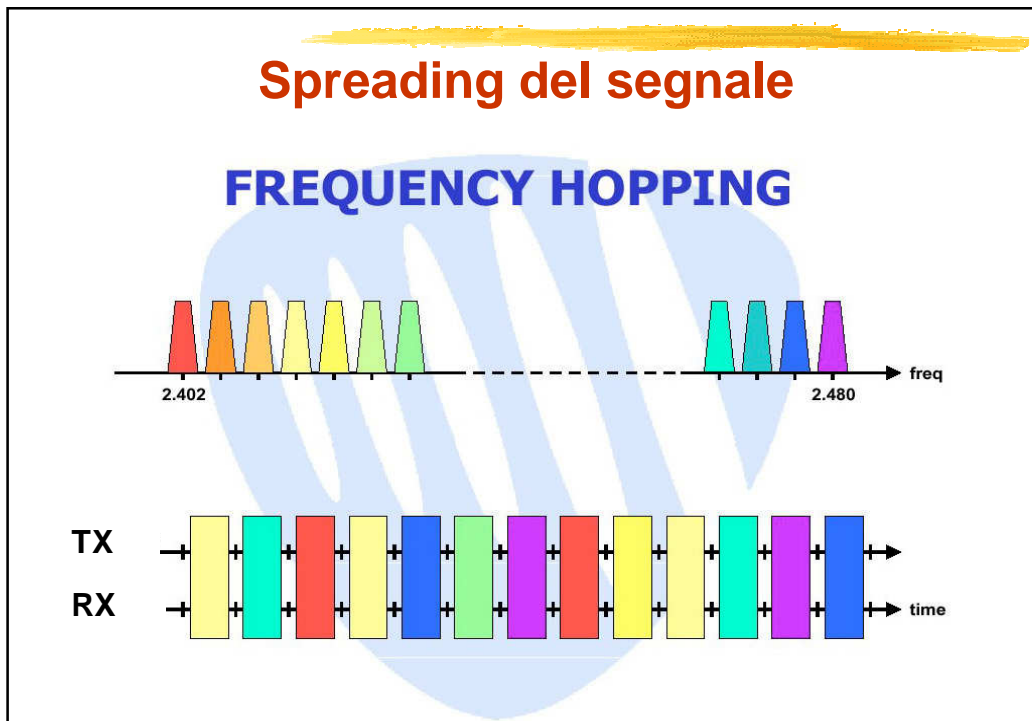 Spreading del segnale
FREQUENCY HOPPING
freq
2.402 2.480
TX
RX time